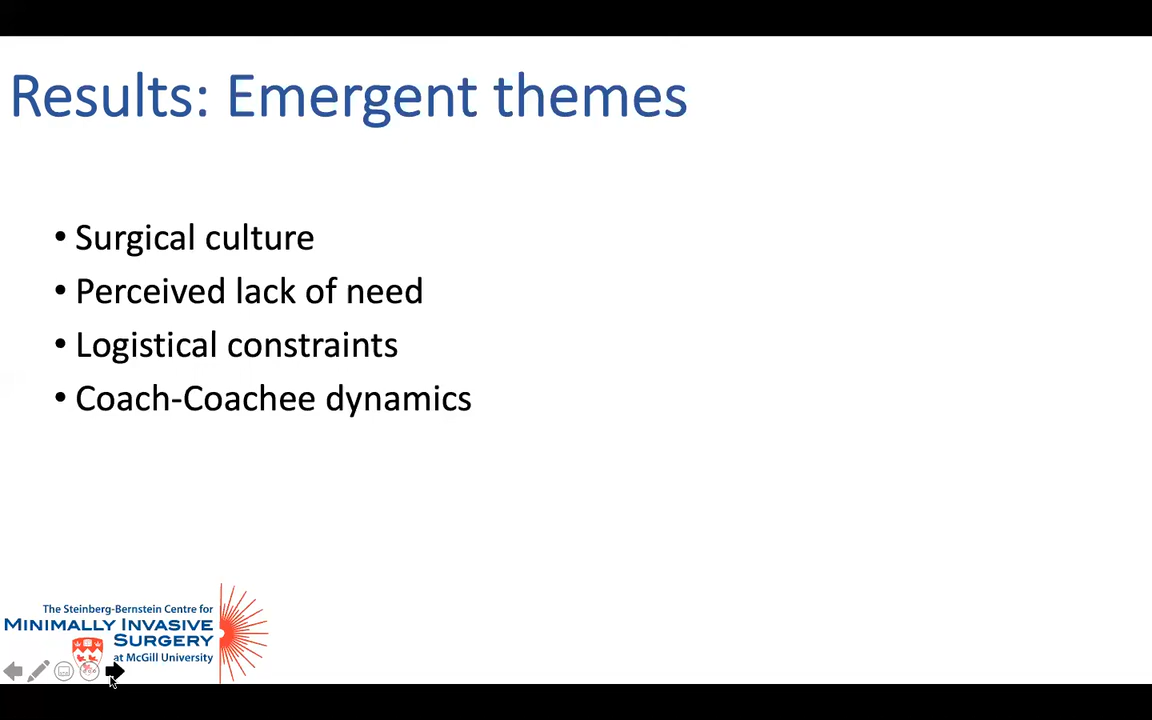 Results: Emergent themes
• Surgical culture
• Perceived lack of need
• Logistical constraints
• Coach-Coachee dynamics
The Steinberg-Bernstein Centre for
MINIMALLY INVASIVE
SURGERY
at McGill University